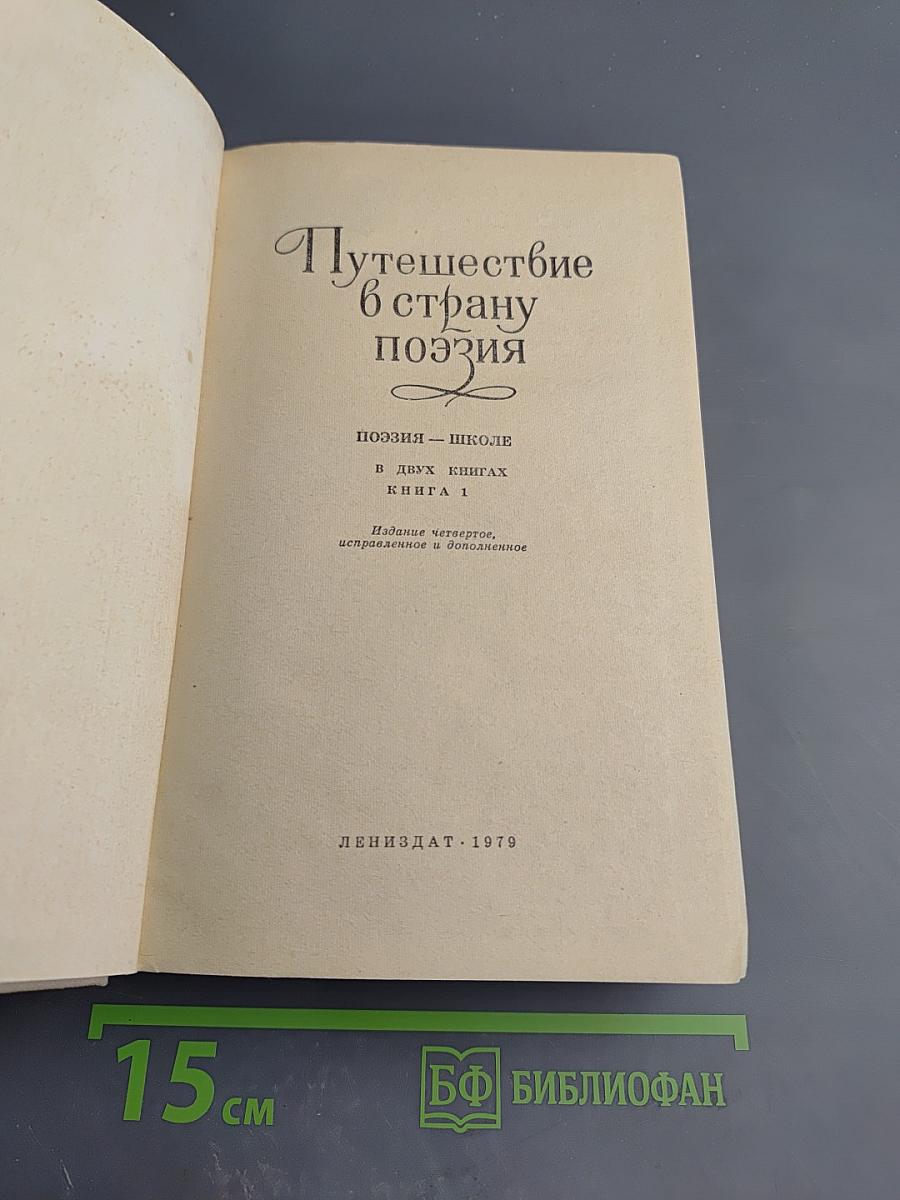 Путешествие
в страну
поэзия
ПОЭЗИЯ — ШКОЛЕ
В ДВУХ КНИГАХ
КНИГА 1
Издание четвертое,
исправленное и дополненное
ЛЕНИЗДАТ · 1979
15 см
БФ БИБЛИОФАН